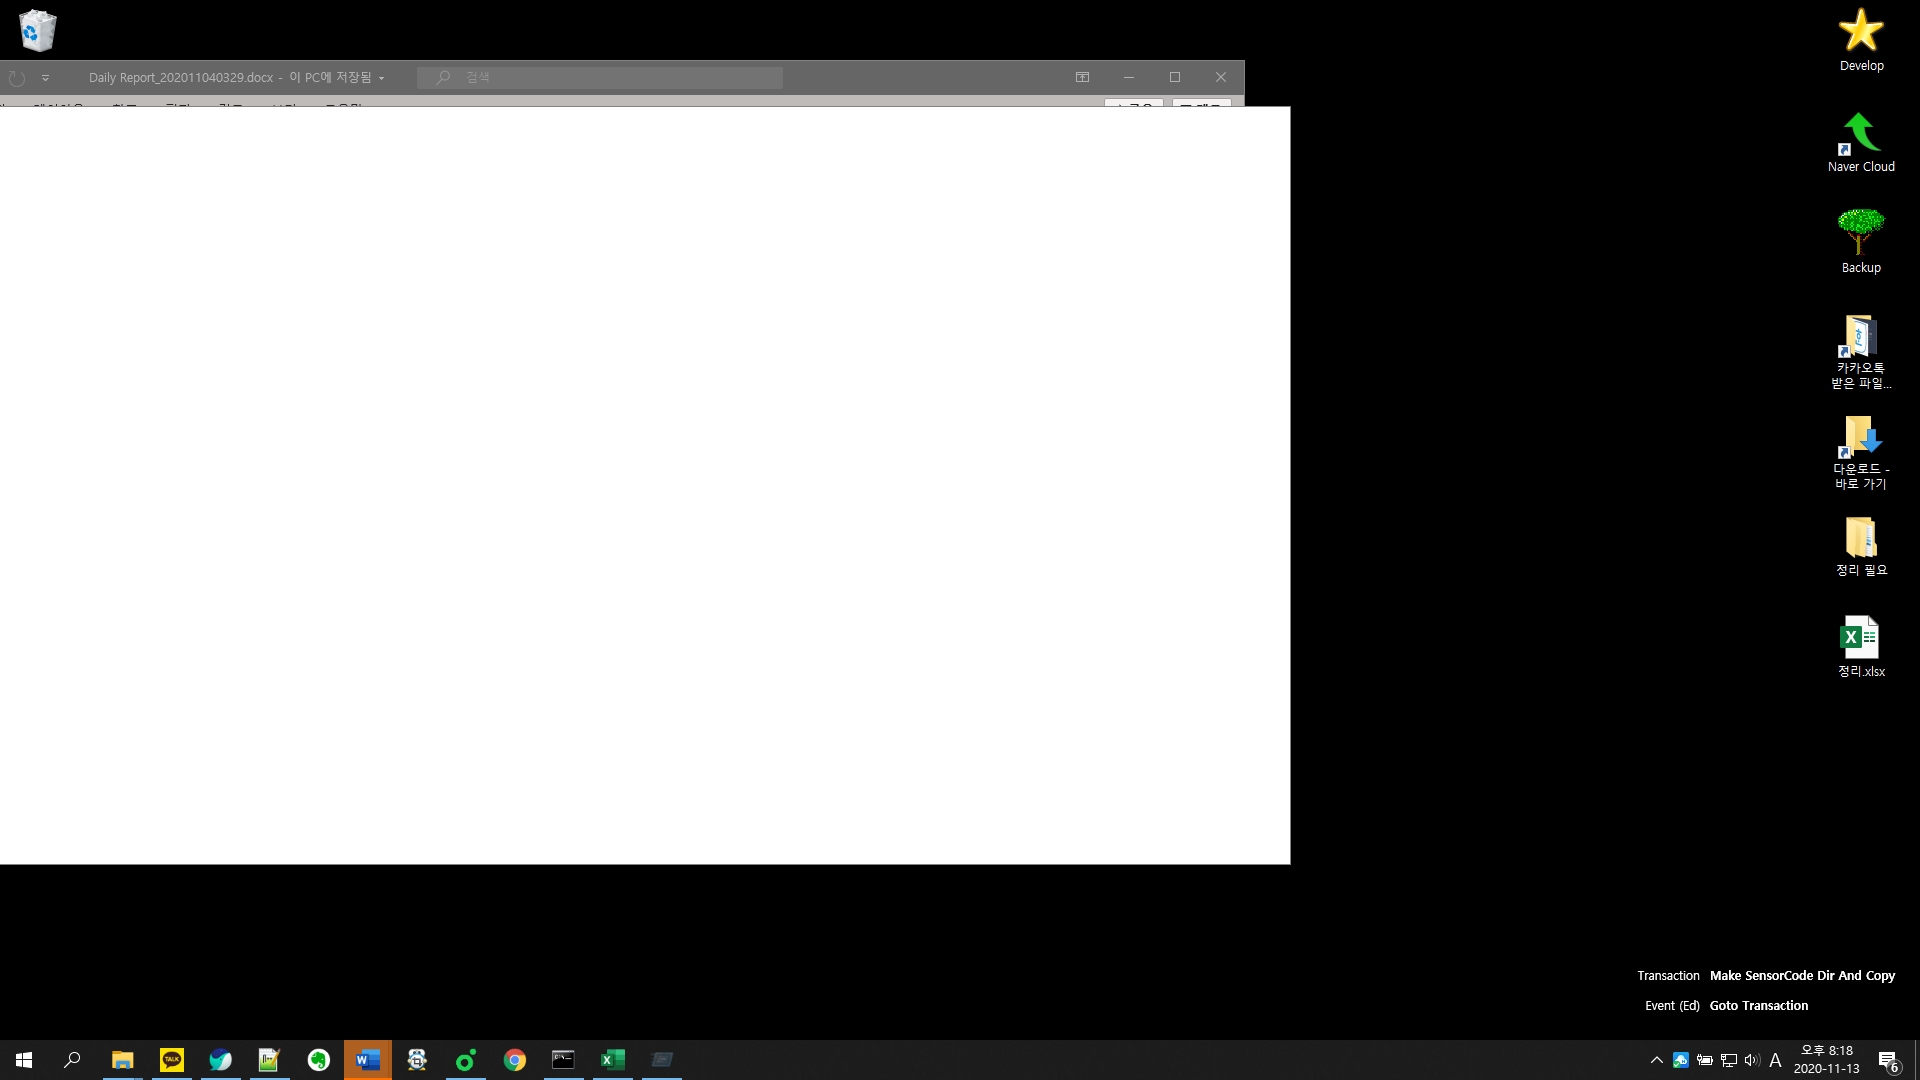 Daily Report_202011040329.docx - 이 PC에 저장됨
검색
Develop
Naver Cloud
Backup
카카오톡
받은 파일...
다운로드 -
바로 가기
정리 필요
정리.xlsx
Transaction Make SensorCode Dir And Copy
Event (Ed) Goto Transaction
TALK
A
오후 8:18
2020-11-13
6